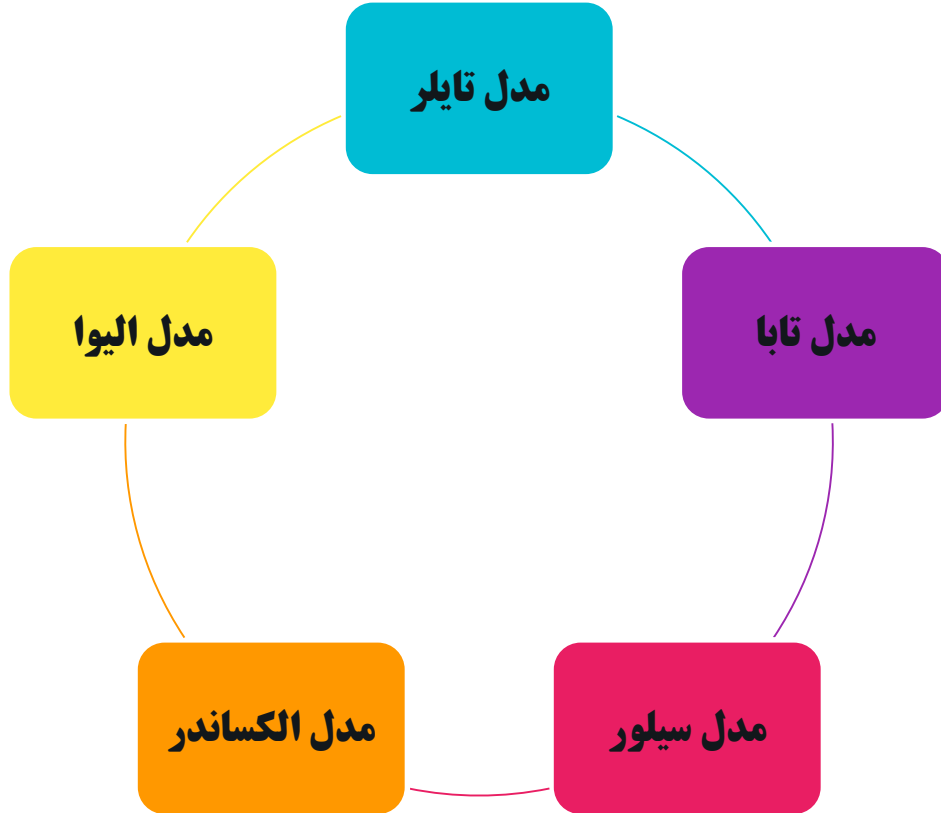 مدل تایلر
مدل تابا
مدل سیلور
مدل الکساندر
مدل الیوا